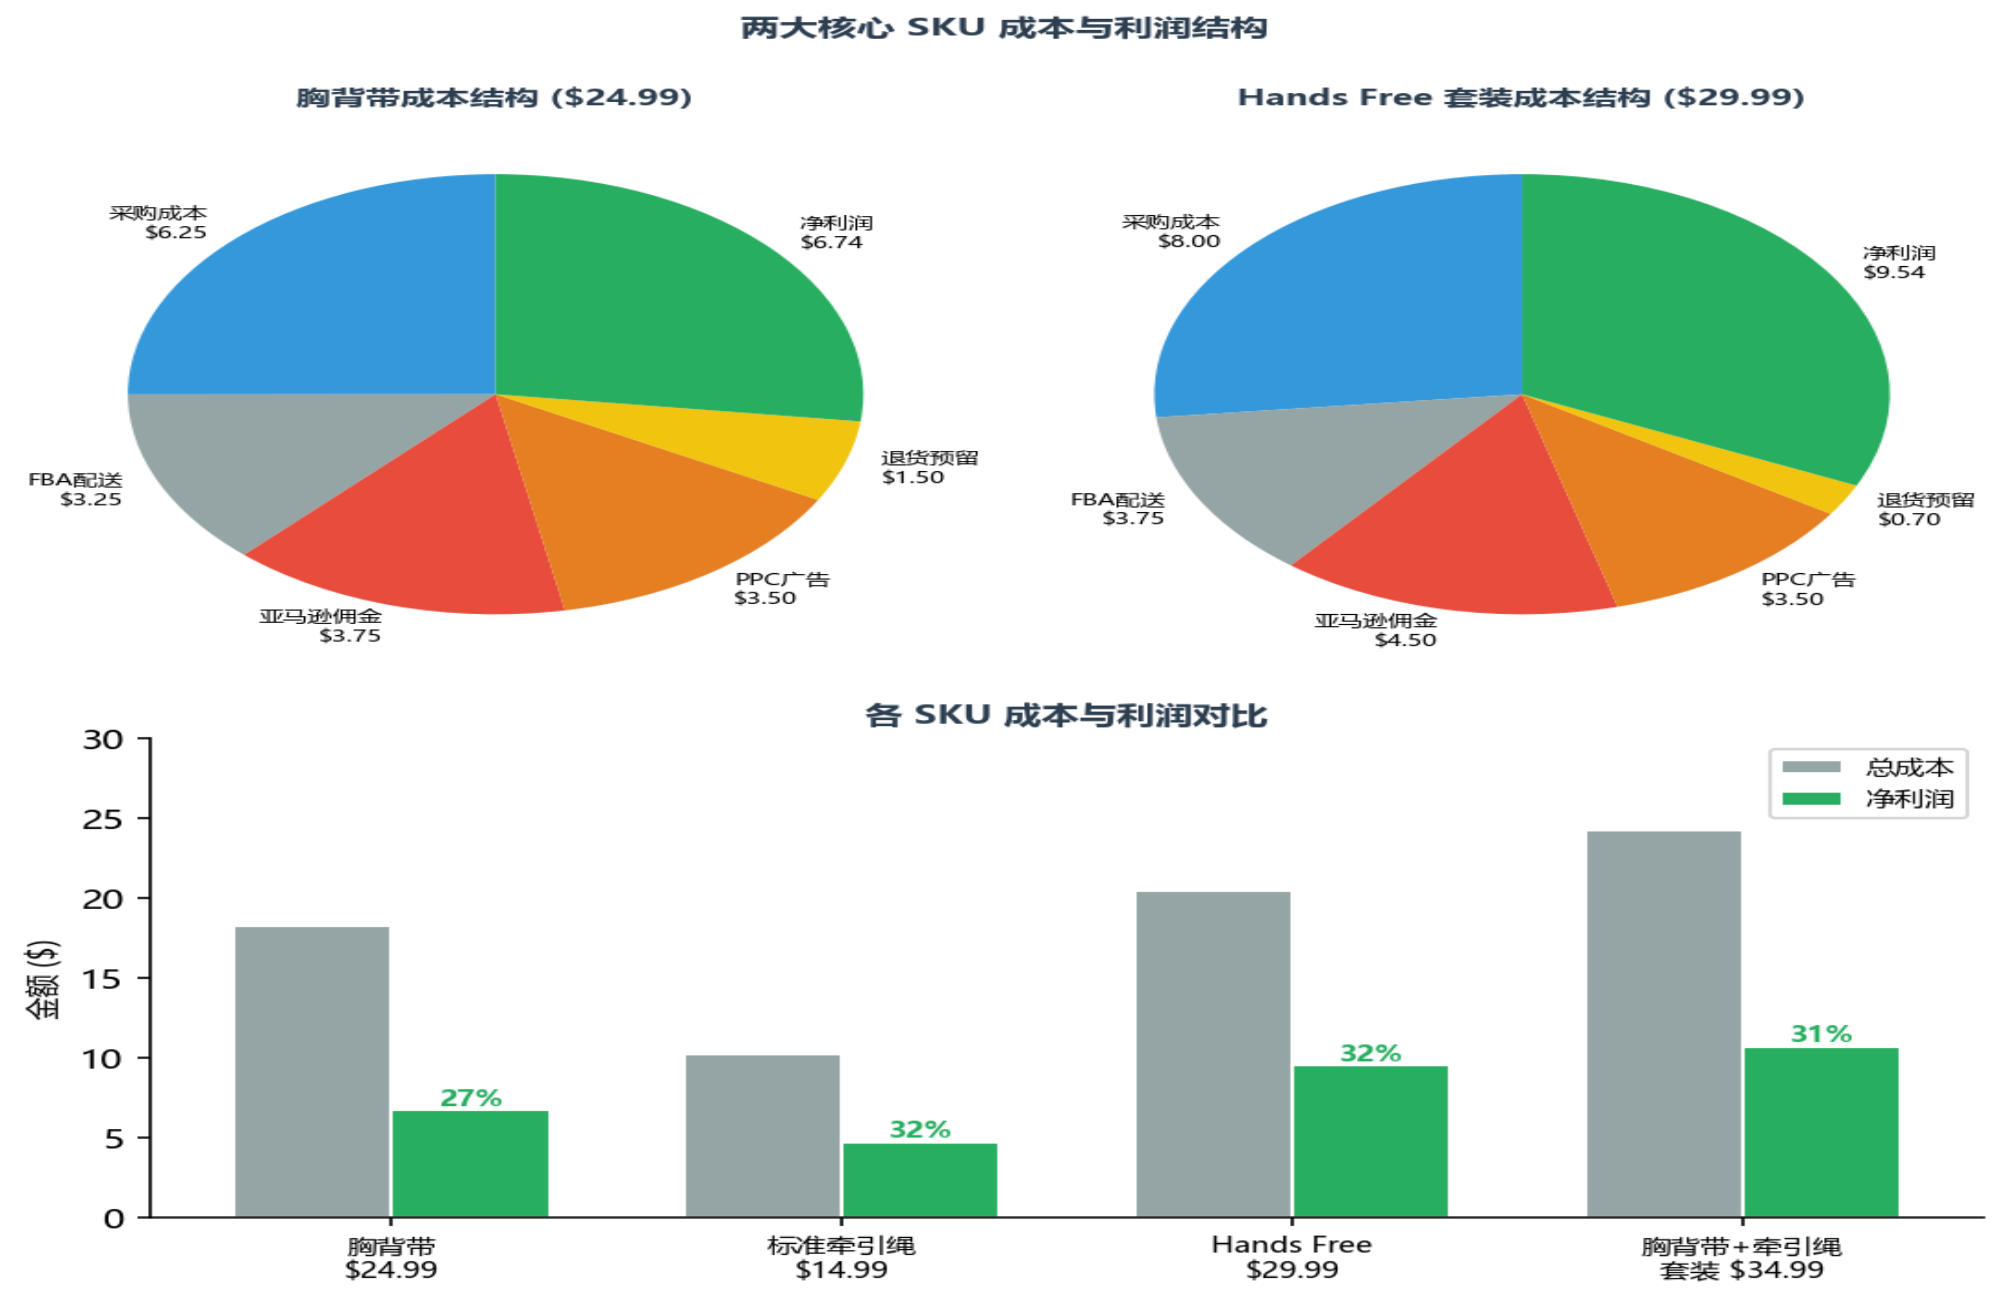 两大核心 SKU 成本与利润结构
胸背带成本结构 ($24.99)
采购成本
$6.25
净利润
$6.74
FBA配送
$3.25
退货预留
$1.50
亚马逊佣金
$3.75
PPC广告
$3.50
Hands Free 套装成本结构 ($29.99)
采购成本
$8.00
净利润
$9.54
FBA配送
$3.75
退货预留
$0.70
亚马逊佣金
$4.50
PPC广告
$3.50
各 SKU 成本与利润对比
总成本
净利润
金额 ($)
30
25
20
15
10
5
0
27%
32%
32%
31%
胸背带
$24.99
标准牵引绳
$14.99
Hands Free
$29.99
胸背带+牵引绳
套装 $34.99